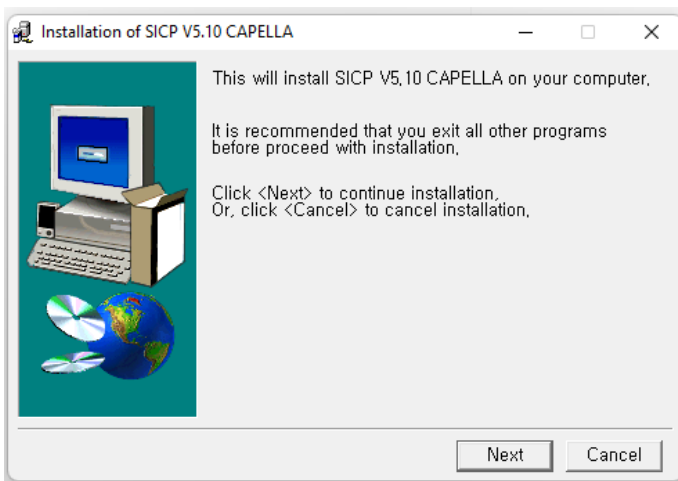 Installation of SICP V5.10 CAPELLA
This will install SICP V5.10 CAPELLA on your computer.
It is recommended that you exit all other programs
before proceed with installation.
Click <Next> to continue installation.
Or, click <Cancel> to cancel installation.
Next
Cancel